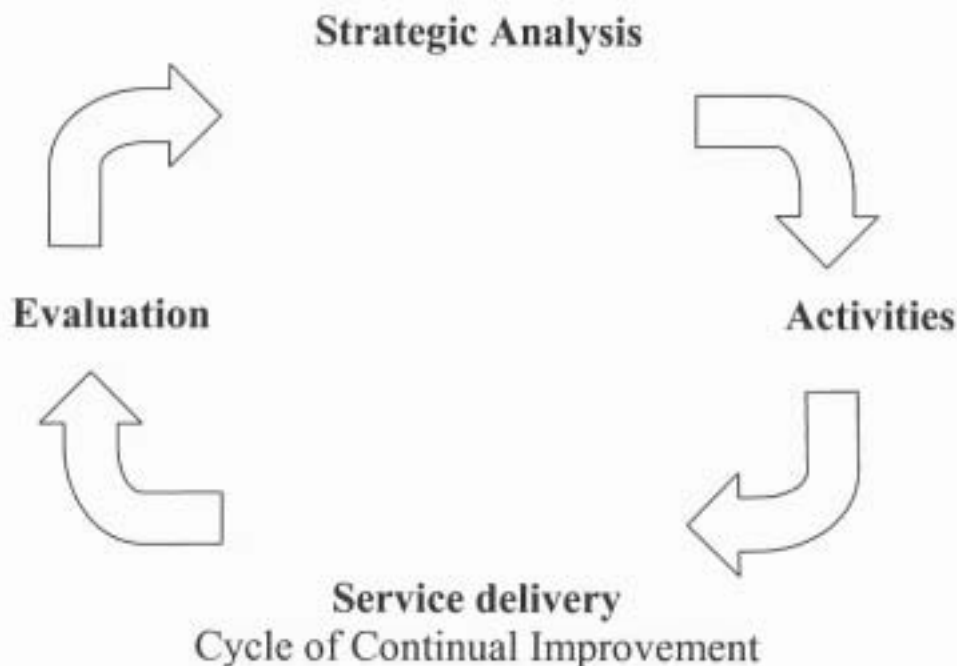 Strategic Analysis
Evaluation
Activities
Service delivery
Cycle of Continual Improvement